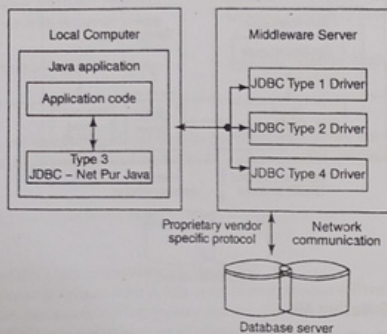 Local Computer
Java application
Application code
Type 3
JDBC – Net Pur Java
Middleware Server
JDBC Type 1 Driver
JDBC Type 2 Driver
JDBC Type 4 Driver
Proprietary vendor
specific protocol
Network
communication
Database server